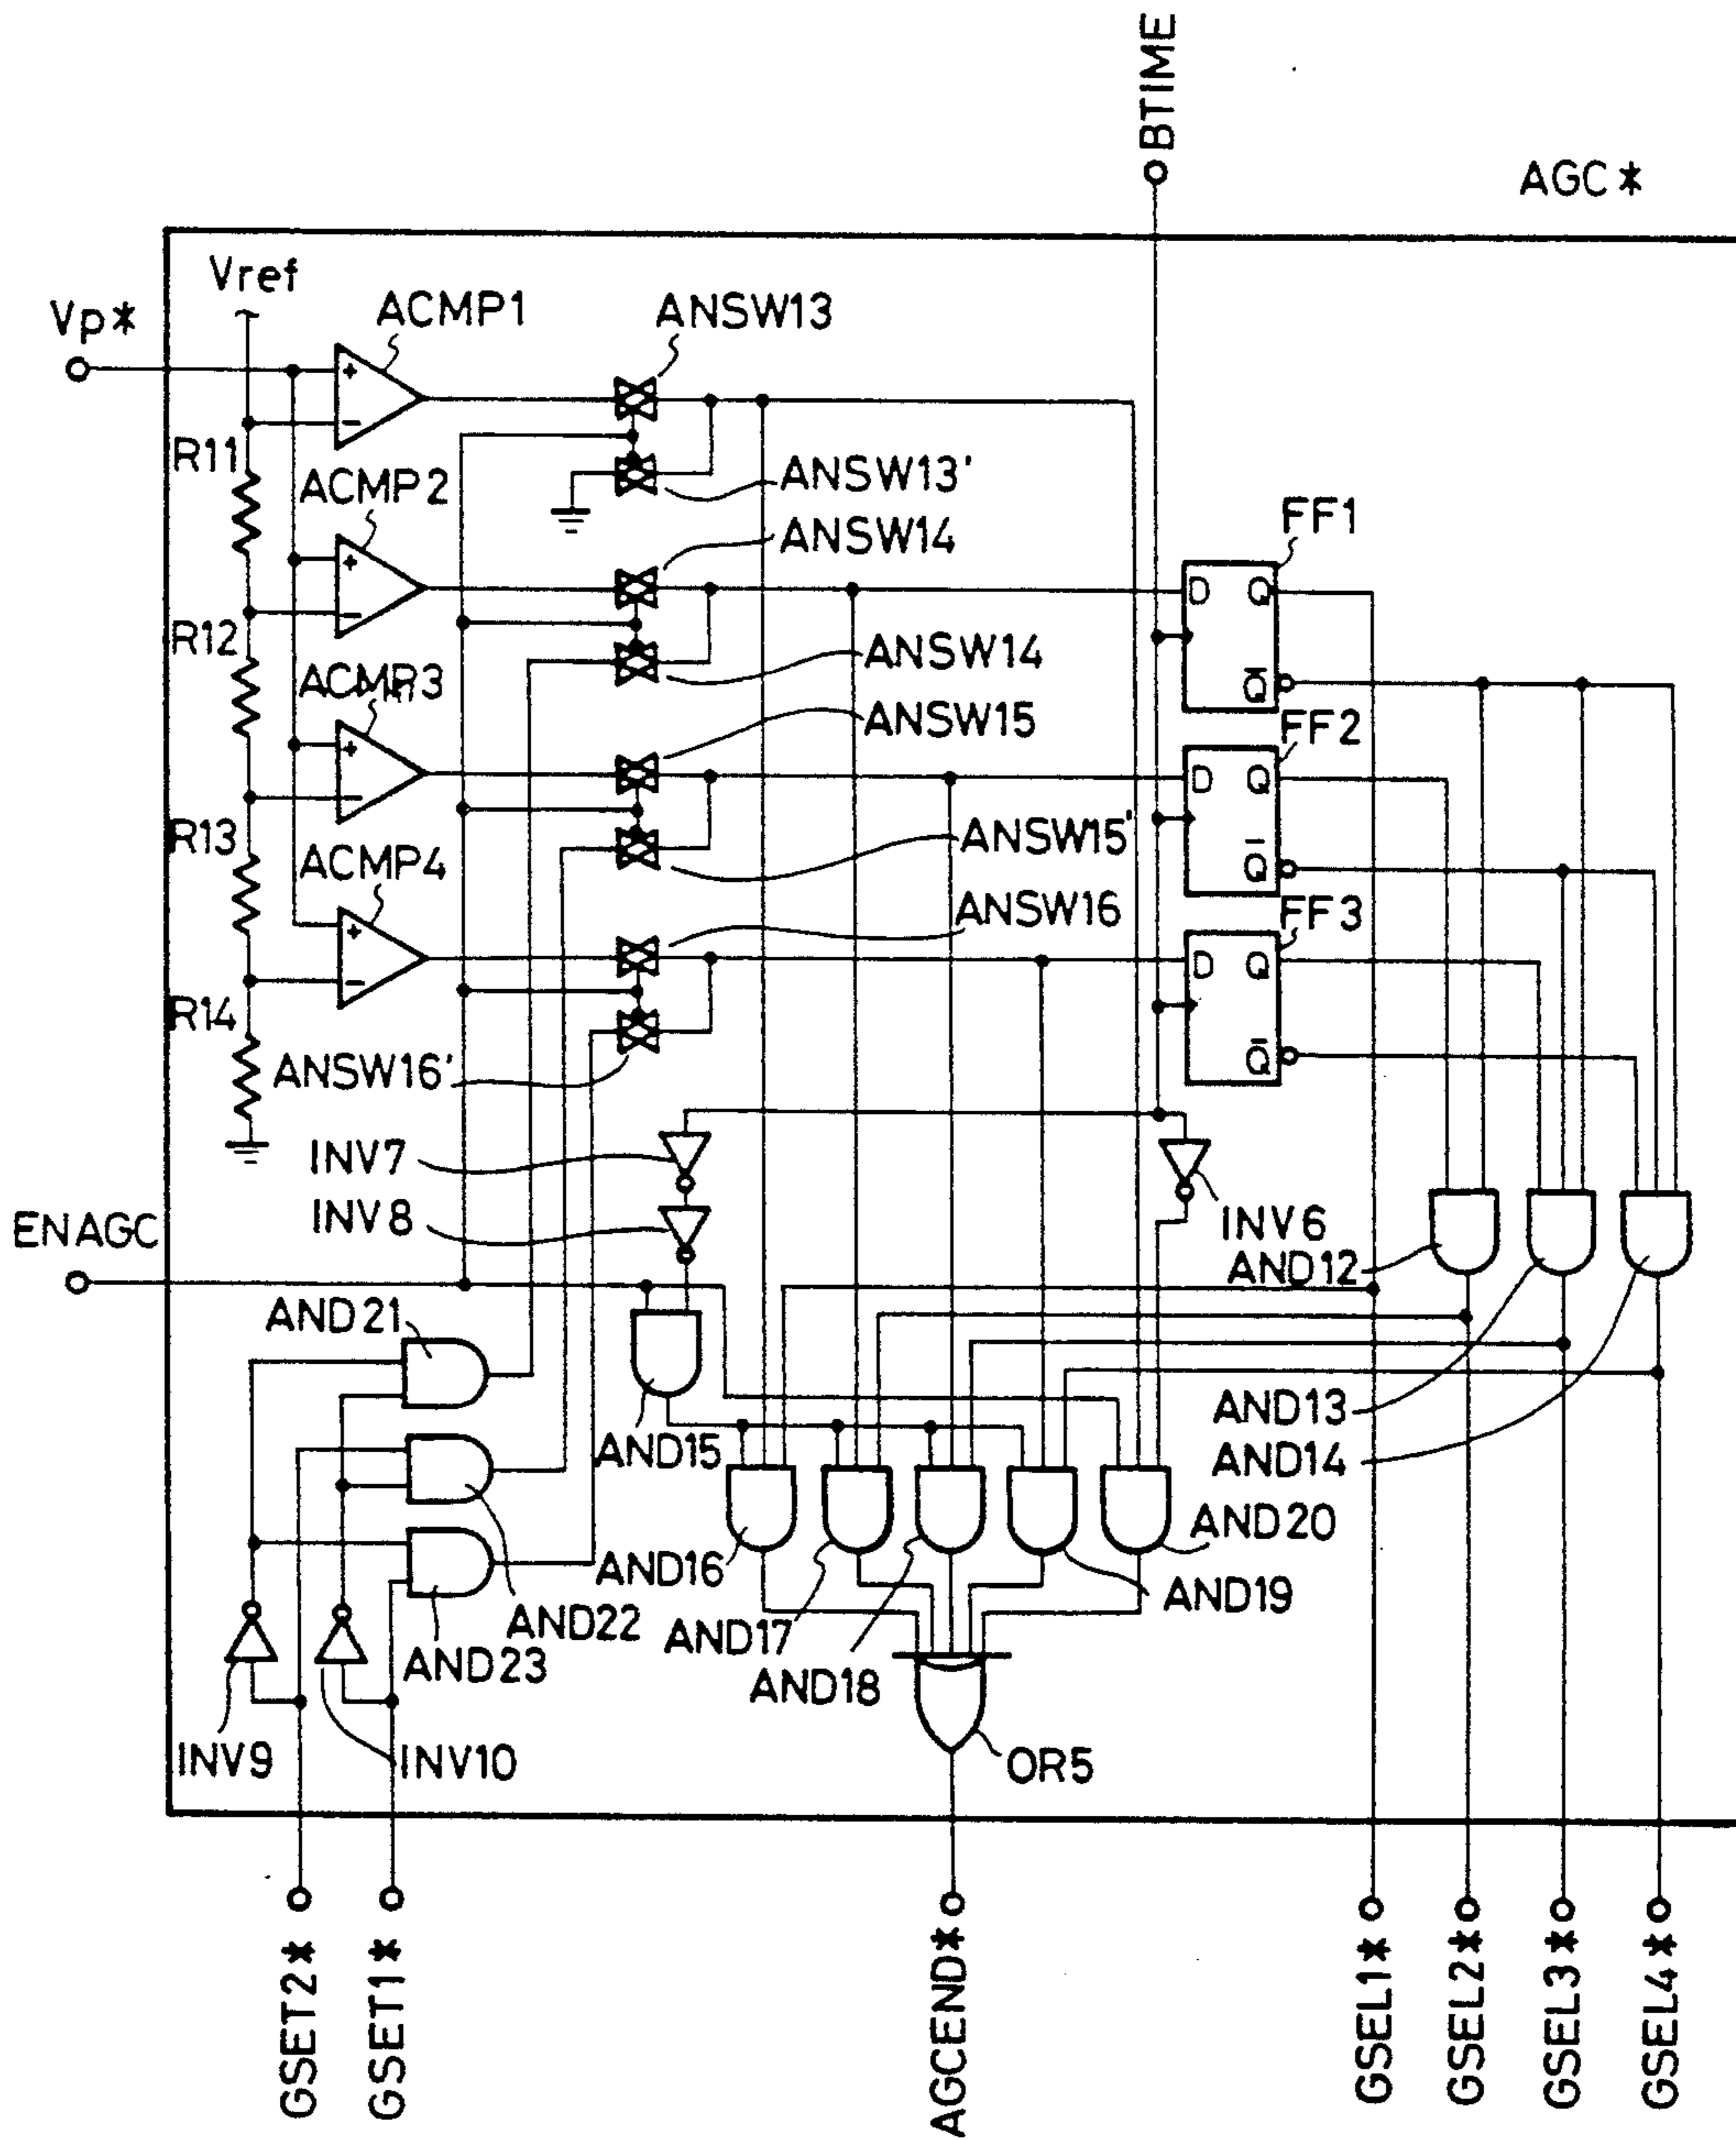 BTIME
AGC*
Vref
Vp*
ACMP1
ANSW13
+
-
R11
ACMP2
ANSW13'
ANSW14
FF1
+
-
D Q
R12
ACMP3
ANSW14
Q̅
ANSW15
FF2
+
-
D Q
R13
ANSW15'
ACMP4
Q̅
ANSW16
FF3
+
-
D Q
R14
ANSW16'
Q̅
INV7
INV8
INV6
ENAGC
AND12
AND21
AND13
AND15
AND14
AND20
AND16
AND19
AND22
AND17
AND23
AND18
INV9
INV10
OR5
GSET2*
GSET1*
AGCEND*
GSEL1*
GSEL2*
GSEL3*
GSEL4*